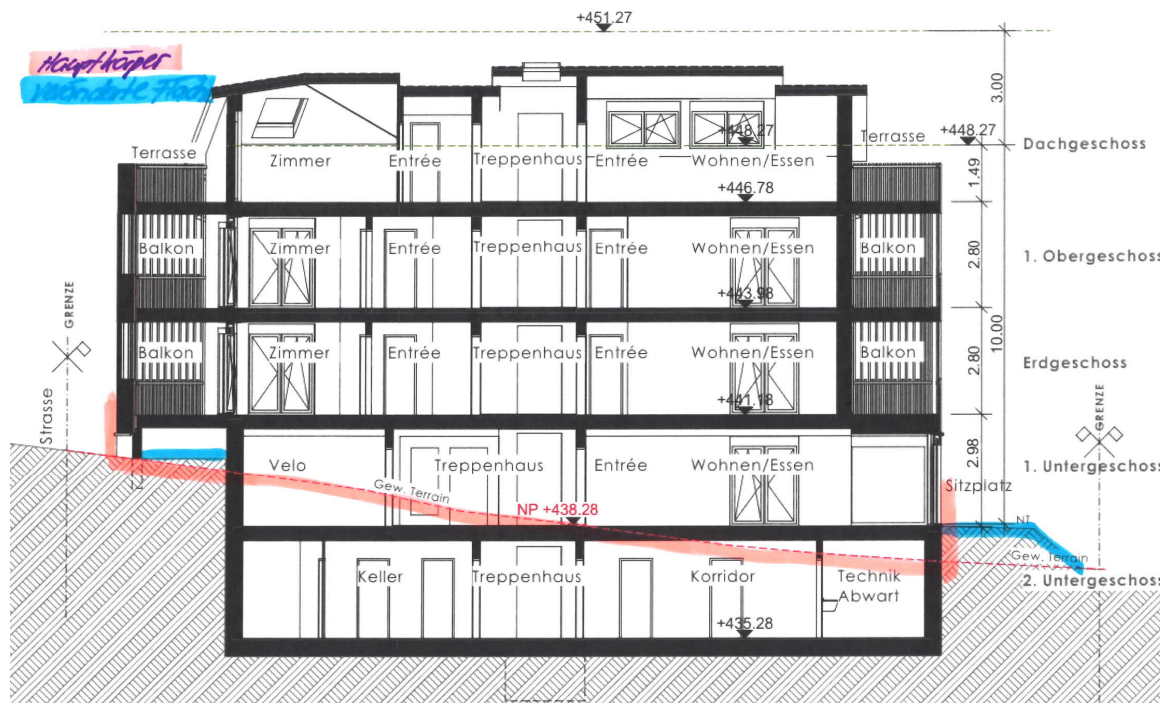 +451.27
Hauptkörper
veränderte Fläche
3.00
+448.27
Terrasse
+448.27
Dachgeschoss
Terrasse
Zimmer
Entrée
Treppenhaus
Entrée
Wohnen/Essen
1.49
+446.78
Balkon
Zimmer
Entrée
Treppenhaus
Entrée
Wohnen/Essen
Balkon
2.80
1. Obergeschoss
+443.98
GRENZE
10.00
Balkon
Zimmer
Entrée
Treppenhaus
Entrée
Wohnen/Essen
Balkon
2.80
Erdgeschoss
+441.18
Strasse
GRENZE
Velo
Treppenhaus
Entrée
Wohnen/Essen
2.98
1. Untergeschoss
Gew. Terrain
Sitzplatz
NP +438.28
NT
Gew. Terrain
Keller
Treppenhaus
Korridor
Technik
Abwart
2. Untergeschoss
+435.28